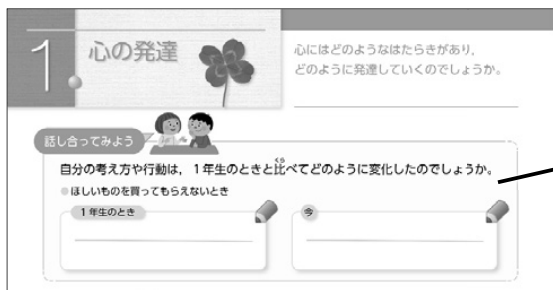 1 心の発達
心にはどのようなはたらきがあり，
どのように発達していくのでしょうか。
話し合ってみよう
自分の考え方や行動は，1年生のときと比べてどのように変化したのでしょうか。
くら
ほしいものを買ってもらえないとき
1年生のとき
今